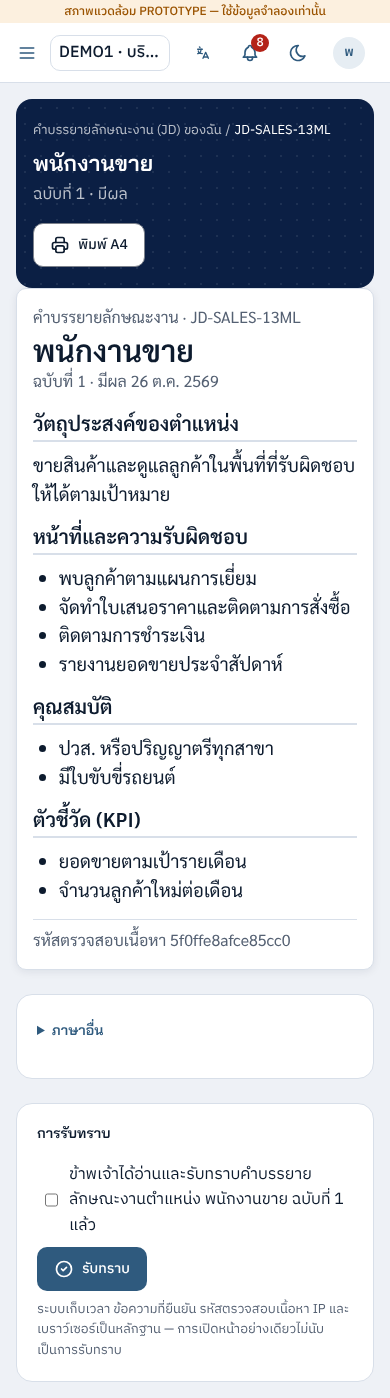 สภาพแวดล้อม PROTOTYPE — ใช้ข้อมูลจำลองเท่านั้น
DEMO1 · บริ...
8
พ
คำบรรยายลักษณะงาน (JD) ของฉัน / JD-SALES-13ML
พนักงานขาย
ฉบับที่ 1 · มีผล
พิมพ์ A4
คำบรรยายลักษณะงาน · JD-SALES-13ML
พนักงานขาย
ฉบับที่ 1 · มีผล 26 ต.ค. 2569
วัตถุประสงค์ของตำแหน่ง
ขายสินค้าและดูแลลูกค้าในพื้นที่ที่รับผิดชอบ
ให้ได้ตามเป้าหมาย
หน้าที่และความรับผิดชอบ
พบลูกค้าตามแผนการเยี่ยม
จัดทำใบเสนอราคาและติดตามการสั่งซื้อ
ติดตามการชำระเงิน
รายงานยอดขายประจำสัปดาห์
คุณสมบัติ
ปวส. หรือปริญญาตรีทุกสาขา
มีใบขับขี่รถยนต์
ตัวชี้วัด (KPI)
ยอดขายตามเป้ารายเดือน
จำนวนลูกค้าใหม่ต่อเดือน
รหัสตรวจสอบเนื้อหา 5f0ffe8afce85cc0
ภาษาอื่น
การรับทราบ
ข้าพเจ้าได้อ่านและรับทราบคำบรรยาย
ลักษณะงานตำแหน่ง พนักงานขาย ฉบับที่ 1
แล้ว
รับทราบ
ระบบเก็บเวลา ข้อความที่ยืนยัน รหัสตรวจสอบเนื้อหา IP และ
เบราว์เซอร์เป็นหลักฐาน — การเปิดหน้าอย่างเดียวไม่นับ
เป็นการรับทราบ